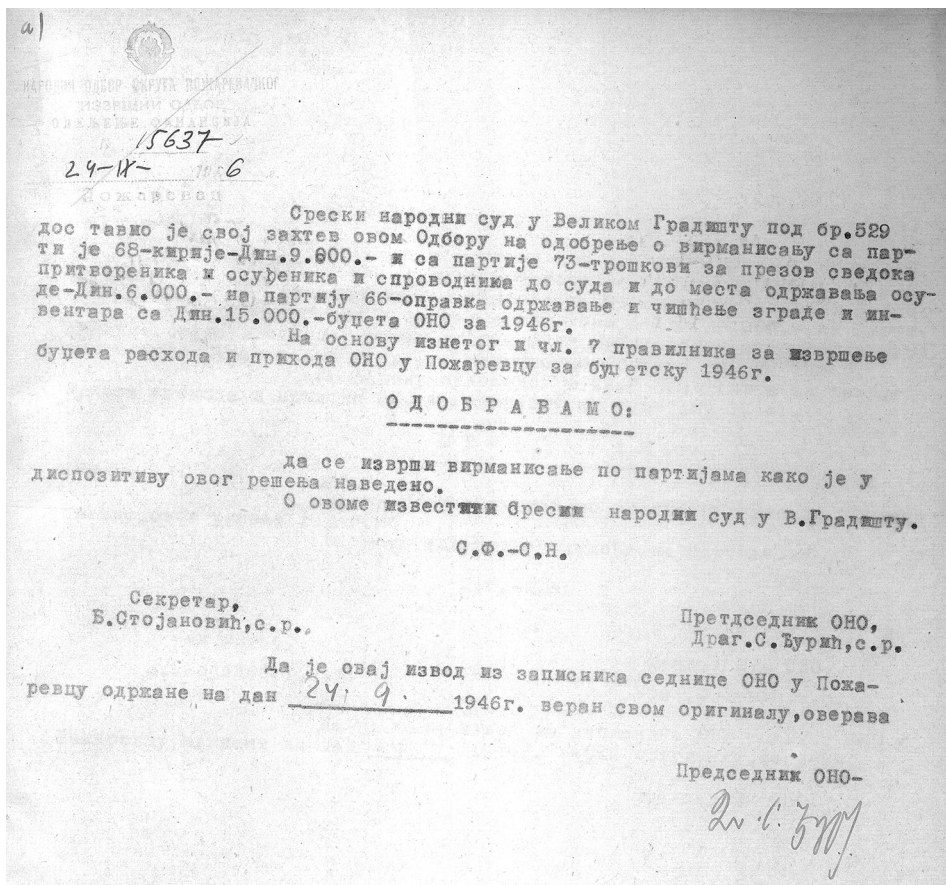 а)
НАРОДНИ ОДБОР ОКРУГА ПОЖАРЕВАЧКОГ
ИЗВРШНИ ОДБОР
ОДЕЉЕЊЕ ФИНАНСИЈА
15637
24-IX- 194 6
Пожаревац
Срески народни суд у Великом Градишту под бр.529
дос тавио је свој захтев овом Одбору на одобрење о вирманисању са пар-
ти је 68-кирије-Дин.9.000.- и са партије 73-трошкови за презов сведока
притвореника и осуђеника и спроводника до суда и до места одржавања осу-
де-Дин.6.000.- на партију 66-оправка одржавање и чишћење зграде и ин-
вентара са Дин.15.000.-буџета ОНО за 1946г.
На основу изнетог и чл. 7 правилника за извршење
буџета расхода и прихода ОНО у Пожаревцу за буџетску 1946г.
О Д О Б Р А В А М О:
да се изврши вирманисање по партијама како је у
диспозитиву овог решења наведено.
О овоме известити срески народни суд у В.Градишту.
С.Ф.-С.Н.
Секретар,
Б.Стојановић,с.р.,
Претдседник ОНО,
Драг.С.Ђурић,с.р.
Да је овај извод из записника седнице ОНО у Пожа-
ревцу одржане на дан 24. 9. 1946г. веран свом оригиналу,оверава
Председник ОНО-